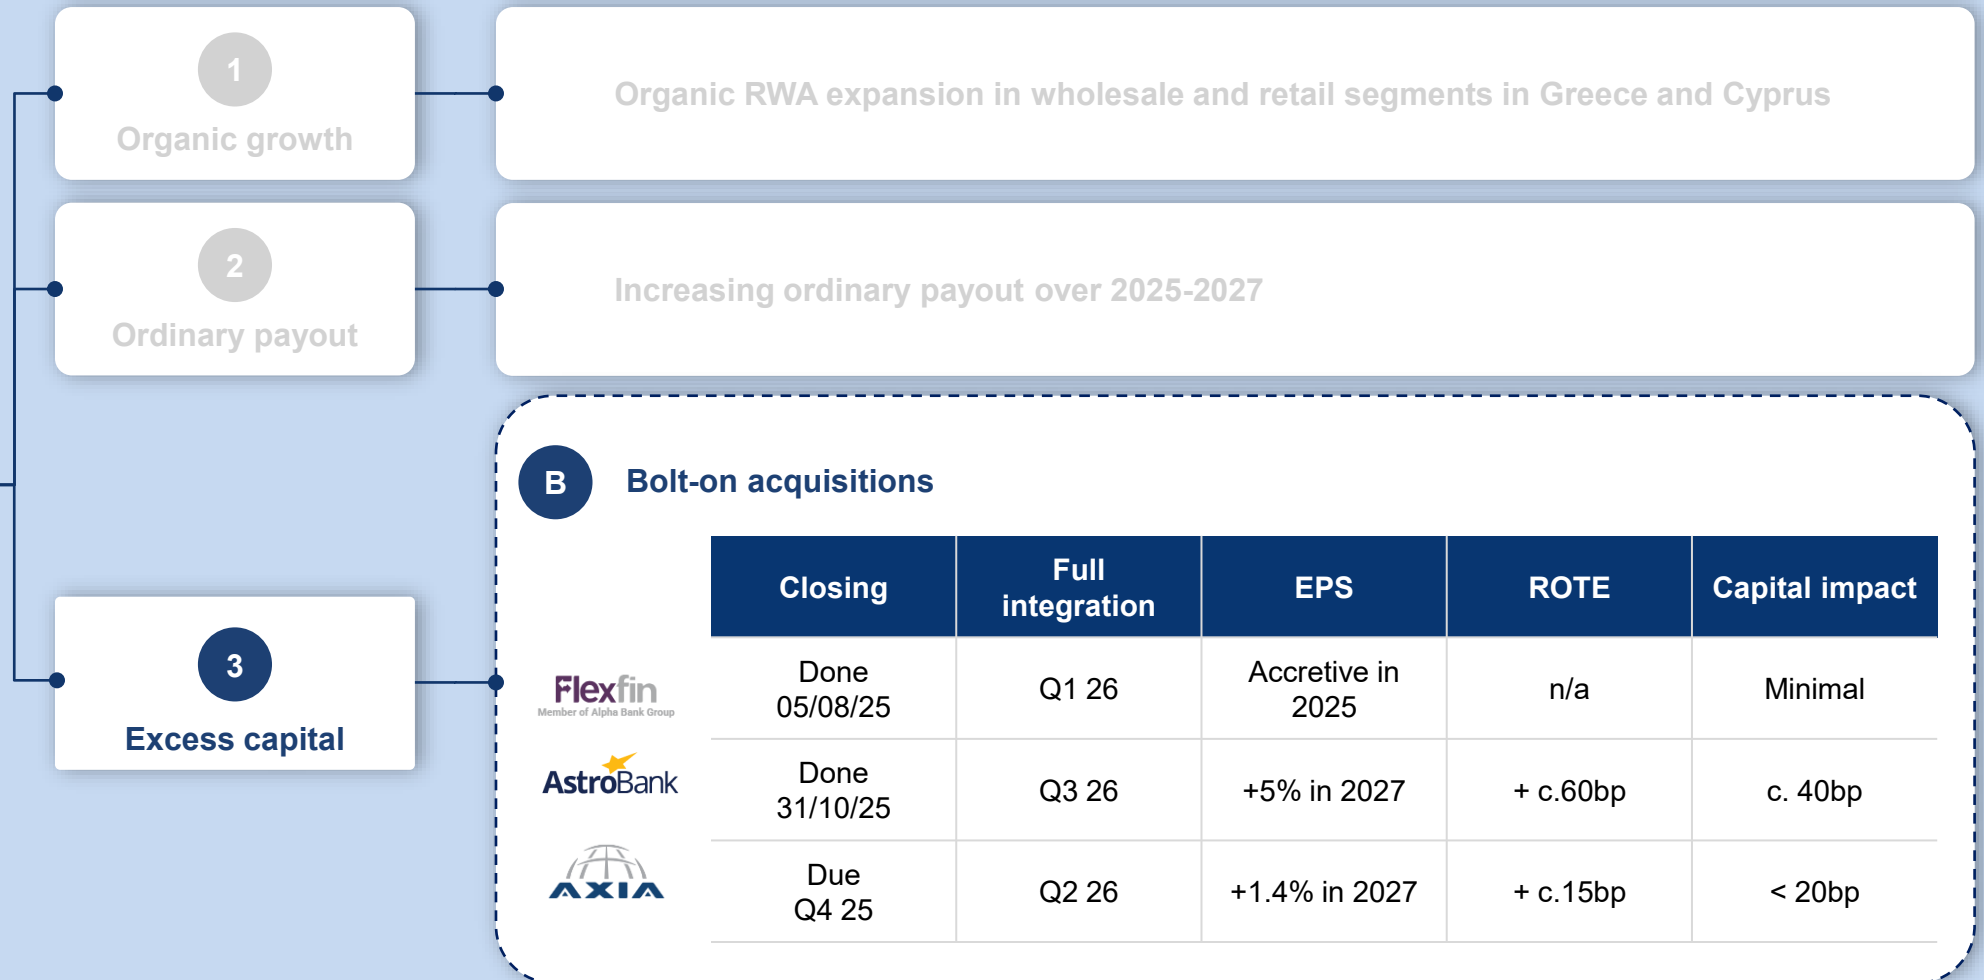 1
Organic growth
Organic RWA expansion in wholesale and retail segments in Greece and Cyprus
2
Ordinary payout
Increasing ordinary payout over 2025-2027
3
Excess capital
B
Bolt-on acquisitions
Closing
Full
integration
EPS
ROTE
Capital impact
Flexfin
Member of Alpha Bank Group
Done
05/08/25
Q1 26
Accretive in
2025
n/a
Minimal
AstroBank
Done
31/10/25
Q3 26
+5% in 2027
+ c.60bp
c. 40bp
AXIA
Due
Q4 25
Q2 26
+1.4% in 2027
+ c.15bp
< 20bp